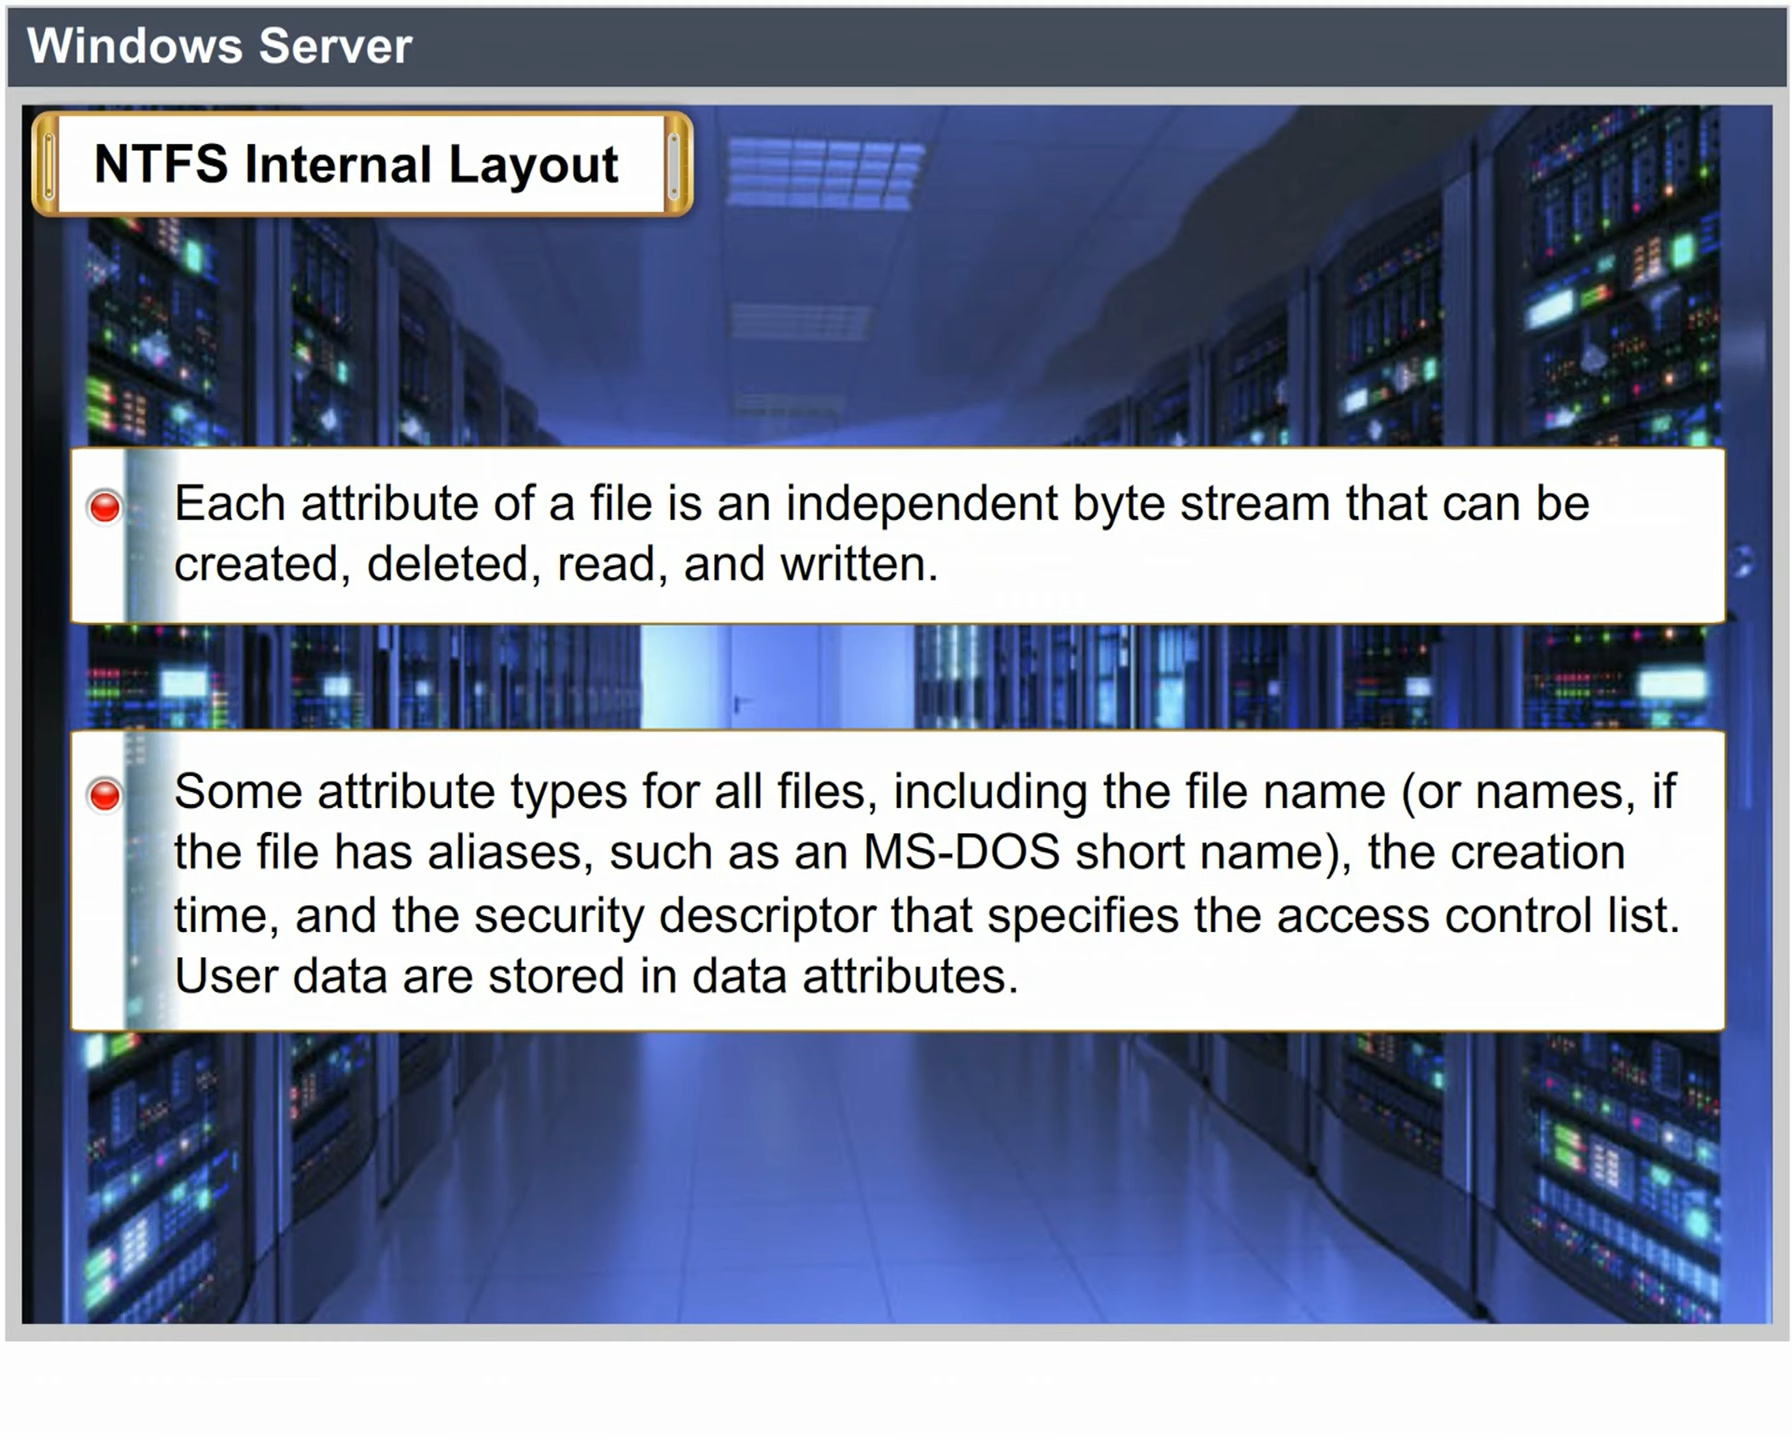 Windows Server
NTFS Internal Layout
Each attribute of a file is an independent byte stream that can be
created, deleted, read, and written.
Some attribute types for all files, including the file name (or names, if
the file has aliases, such as an MS-DOS short name), the creation
time, and the security descriptor that specifies the access control list.
User data are stored in data attributes.